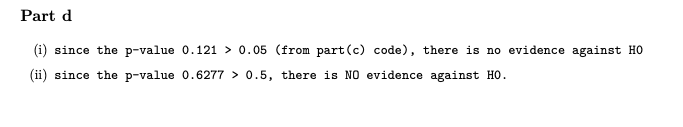 Part d
(i) since the p-value 0.121 > 0.05 (from part(c) code), there is no evidence against H0
(ii) since the p-value 0.6277 > 0.5, there is NO evidence against H0.